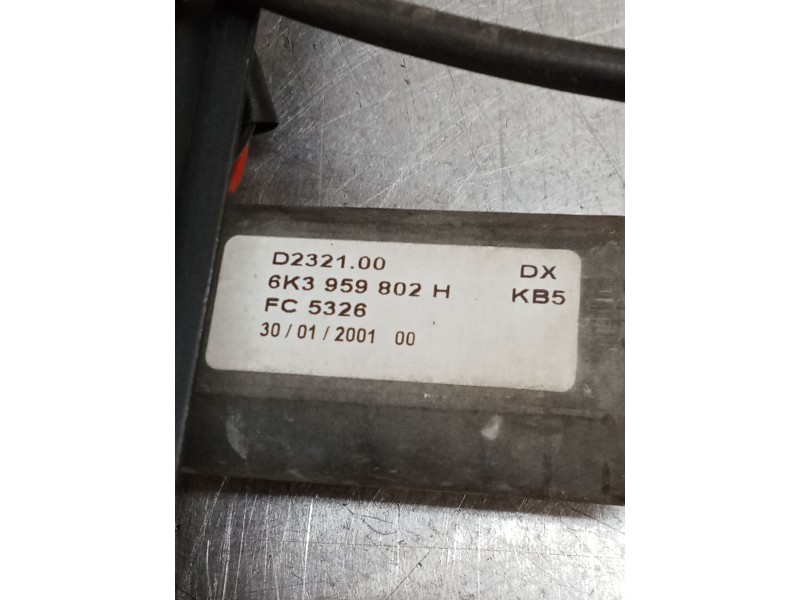 D2321.00 DX
6K3 959 802 H KB5
FC 5326
30/01/2001 00